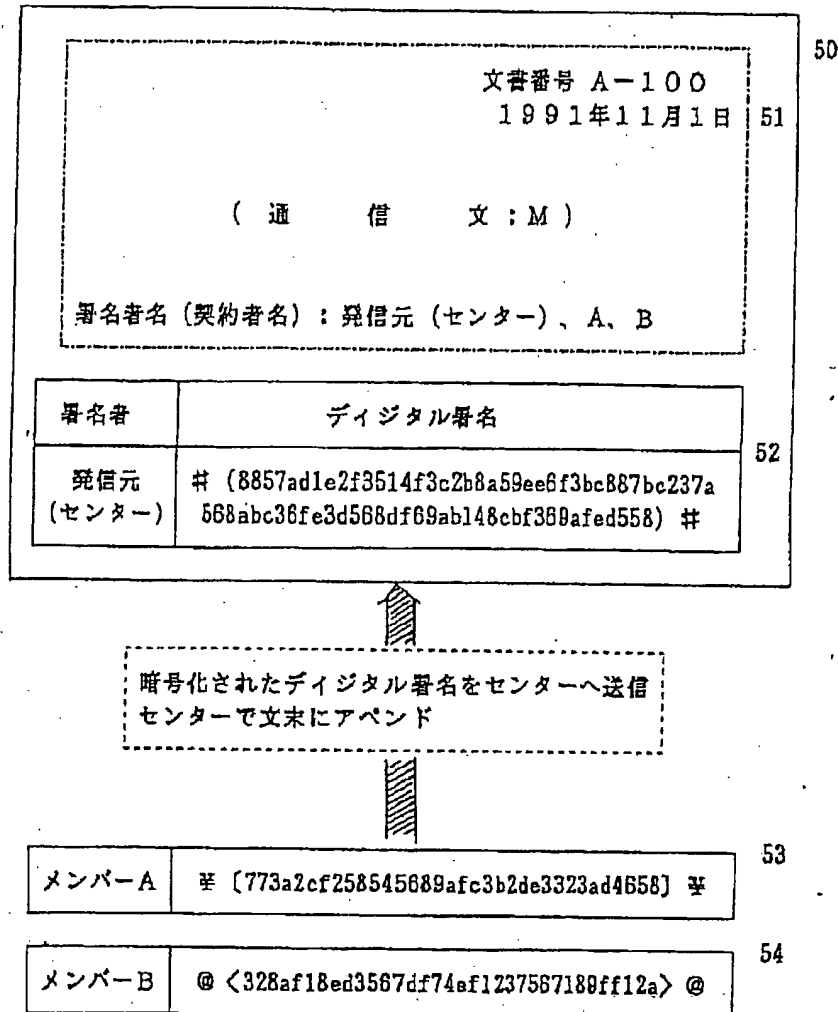 50
文書番号 A－100
1991年11月1日
51
( 通 信 文 : M )
署名者名 (契約者名) : 発信元 (センター)、A、B
署名者 ディジタル署名
52
発信元 # (8857ad1e2f3514f3c2b8a59ee6f3bc887bc237a
(センター) 568abc36fe3d568df69ab148cbf369afed558) #
暗号化されたディジタル署名をセンターへ送信
センターで文末にアペンド
53
メンバーA ¥ [773a2cf258545689afc3b2de3323ad4658] ¥
54
メンバーB @ <328af18ed3567df74ef1237567189ff12a> @